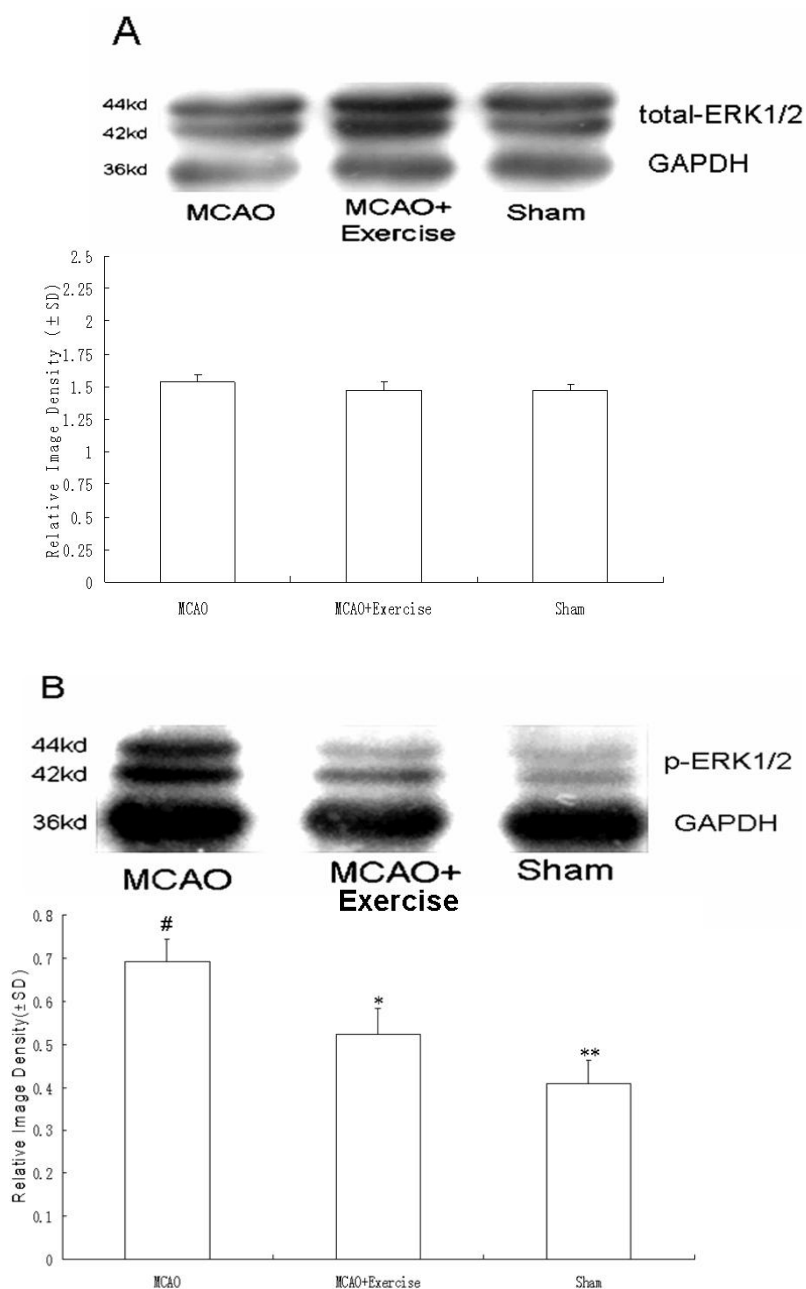 A
44kd
42kd
36kd
total-ERK1/2
GAPDH
MCAO
MCAO+
Exercise
Sham
Relative Image Density (±SD)
2.5
2.25
2
1.75
1.5
1.25
1
0.75
0.5
0.25
0
MCAO
MCAO+Exercise
Sham
B
44kd
42kd
36kd
p-ERK1/2
GAPDH
MCAO
MCAO+
Exercise
Sham
Relative Image Density(±SD)
0.8
0.7
0.6
0.5
0.4
0.3
0.2
0.1
0
#
*
**
MCAO
MCAO+Exercise
Sham